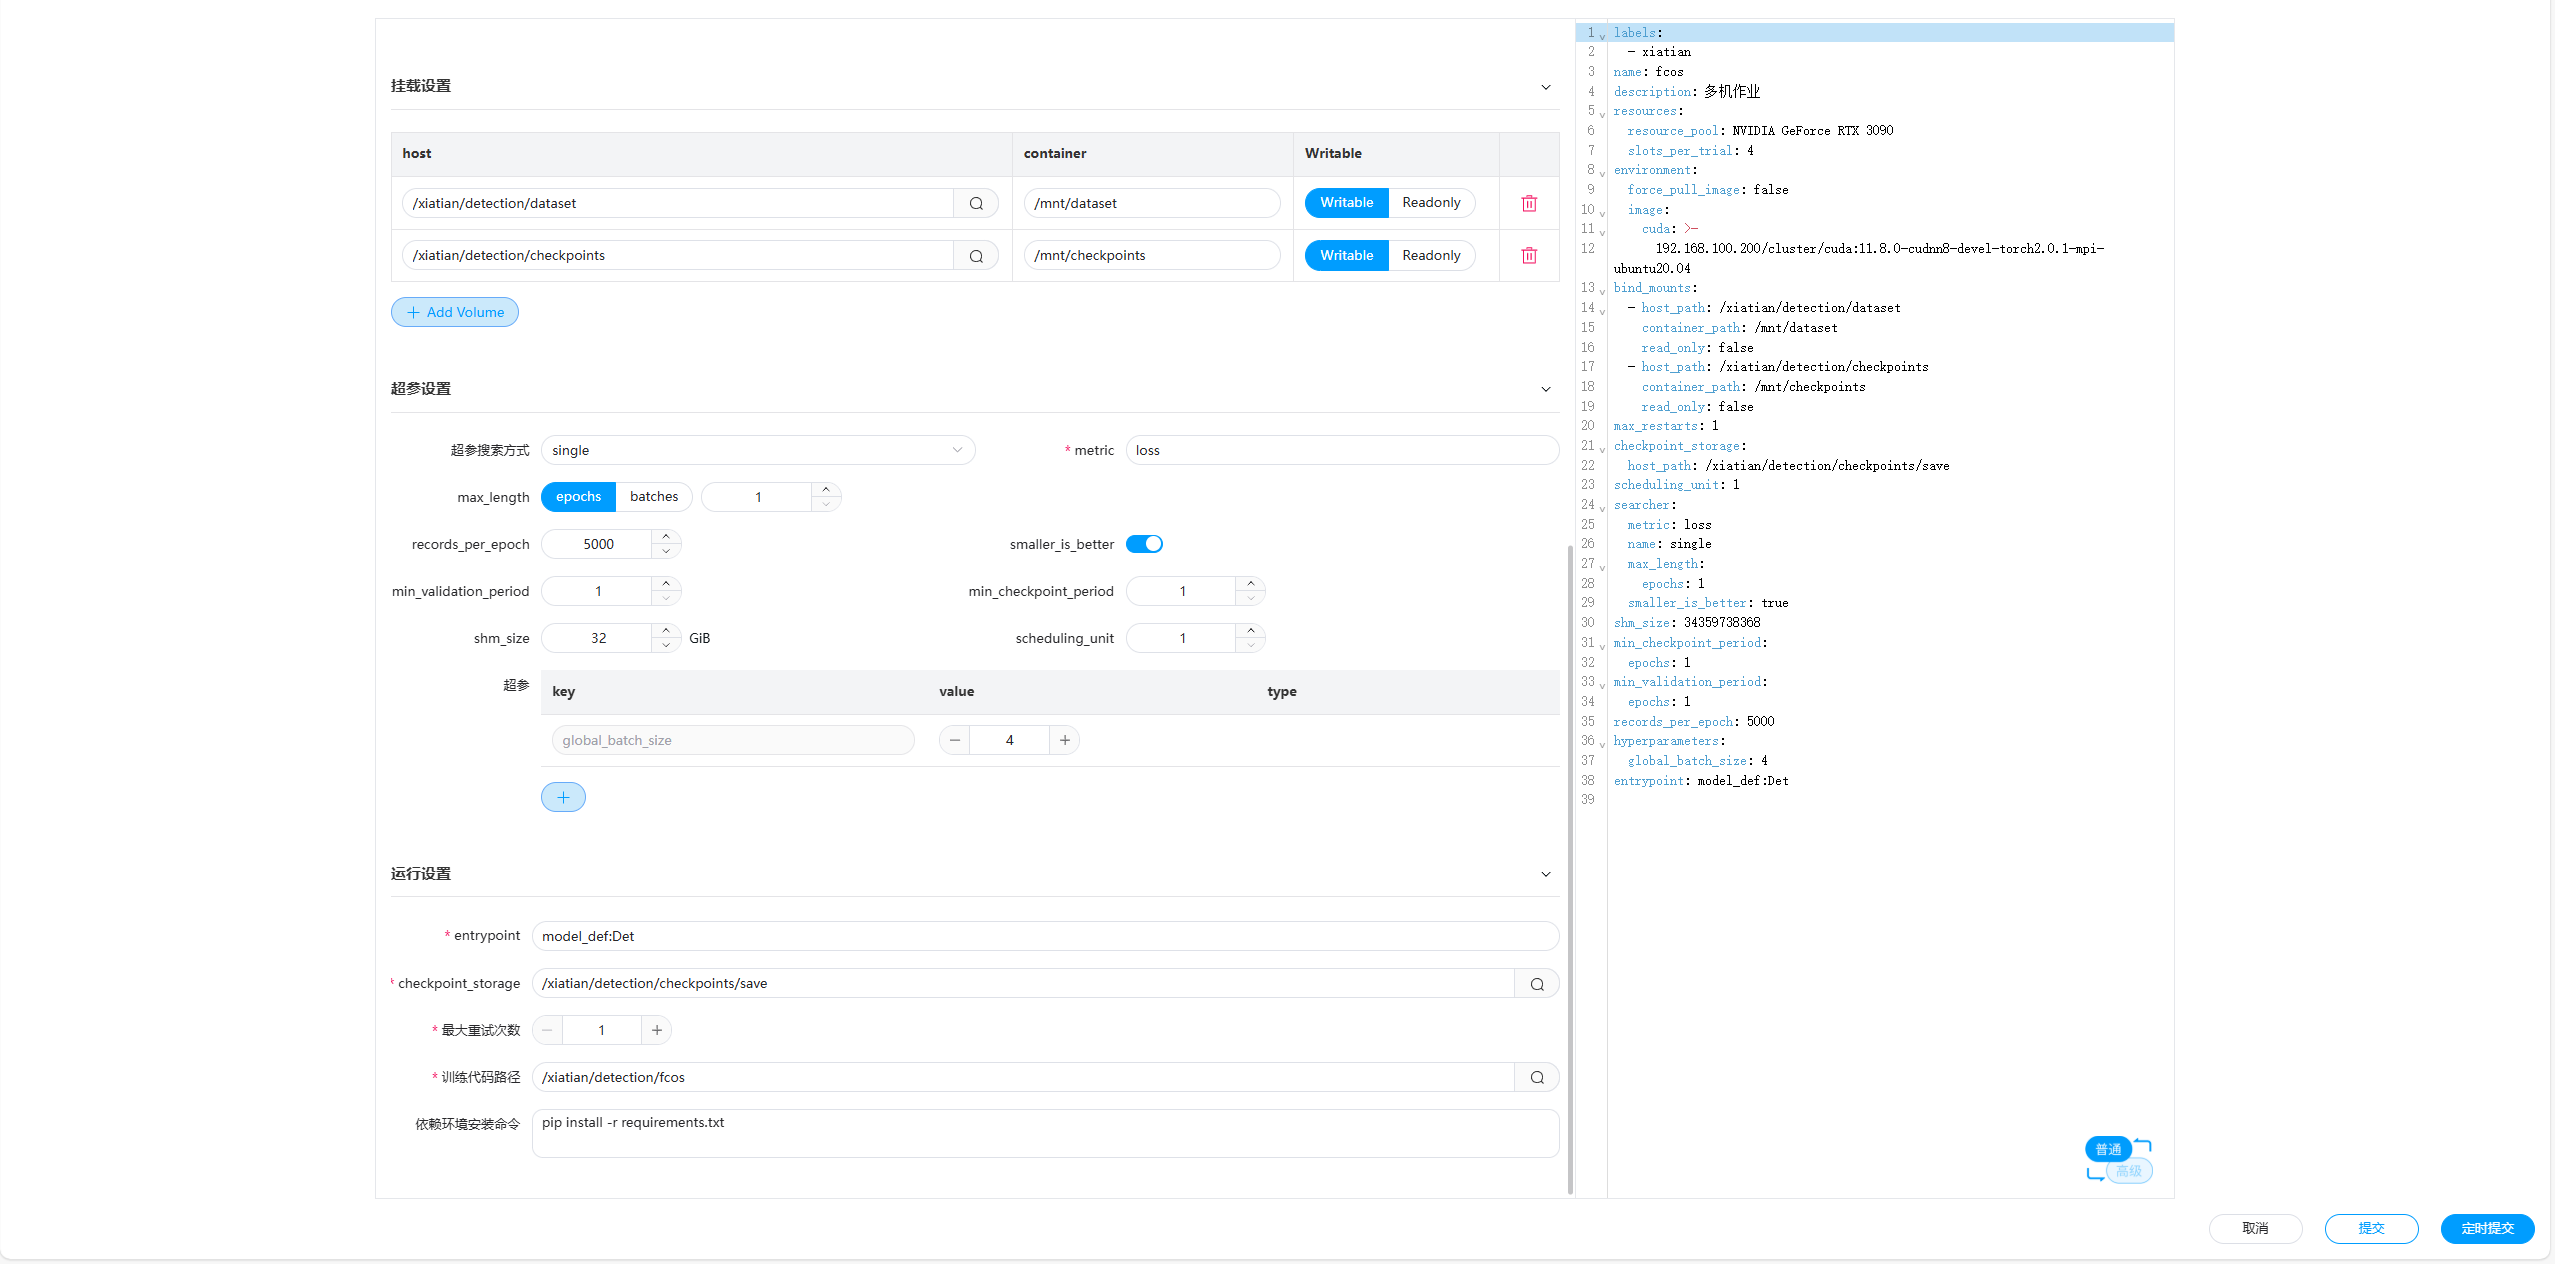 挂载设置
host container Writable
/xiatian/detection/dataset /mnt/dataset Writable Readonly
/xiatian/detection/checkpoints /mnt/checkpoints Writable Readonly
+ Add Volume
超参设置
超参搜索方式 single * metric loss
max_length epochs batches 1
records_per_epoch 5000 smaller_is_better
min_validation_period 1 min_checkpoint_period 1
shm_size 32 GiB scheduling_unit 1
超参 key value type
global_batch_size − 4 +
+
运行设置
* entrypoint model_def:Det
* checkpoint_storage /xiatian/detection/checkpoints/save
* 最大重试次数 − 1 +
* 训练代码路径 /xiatian/detection/fcos
依赖环境安装命令 pip install -r requirements.txt
1 labels:
2 - xiatian
3 name: fcos
4 description: 多机作业
5 resources:
6 resource_pool: NVIDIA GeForce RTX 3090
7 slots_per_trial: 4
8 environment:
9 force_pull_image: false
10 image:
11 cuda: >-
12 192.168.100.200/cluster/cuda:11.8.0-cudnn8-devel-torch2.0.1-mpi-
ubuntu20.04
13 bind_mounts:
14 - host_path: /xiatian/detection/dataset
15 container_path: /mnt/dataset
16 read_only: false
17 - host_path: /xiatian/detection/checkpoints
18 container_path: /mnt/checkpoints
19 read_only: false
20 max_restarts: 1
21 checkpoint_storage:
22 host_path: /xiatian/detection/checkpoints/save
23 scheduling_unit: 1
24 searcher:
25 metric: loss
26 name: single
27 max_length:
28 epochs: 1
29 smaller_is_better: true
30 shm_size: 34359738368
31 min_checkpoint_period:
32 epochs: 1
33 min_validation_period:
34 epochs: 1
35 records_per_epoch: 5000
36 hyperparameters:
37 global_batch_size: 4
38 entrypoint: model_def:Det
39
普通
高级
取消 提交 定时提交